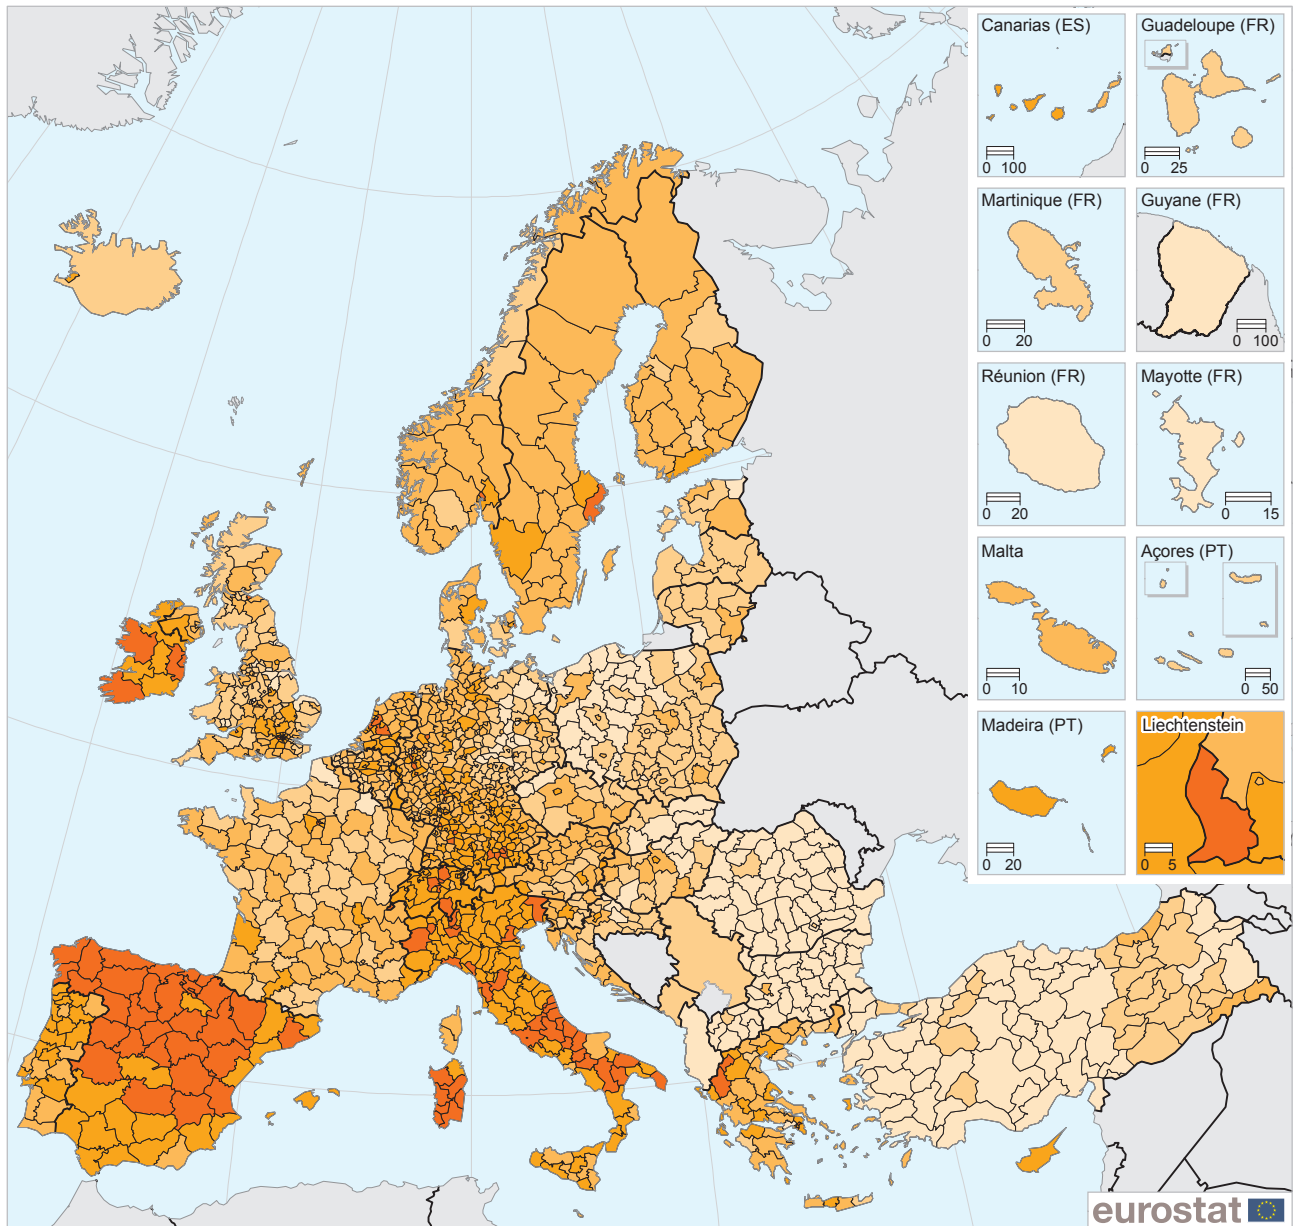 Canarias (ES)
0 100
Guadeloupe (FR)
0 25
Martinique (FR)
0 20
Guyane (FR)
0 100
Réunion (FR)
0 20
Mayotte (FR)
0 15
Malta
0 10
Açores (PT)
0 50
Madeira (PT)
0 20
Liechtenstein
0 5
eurostat